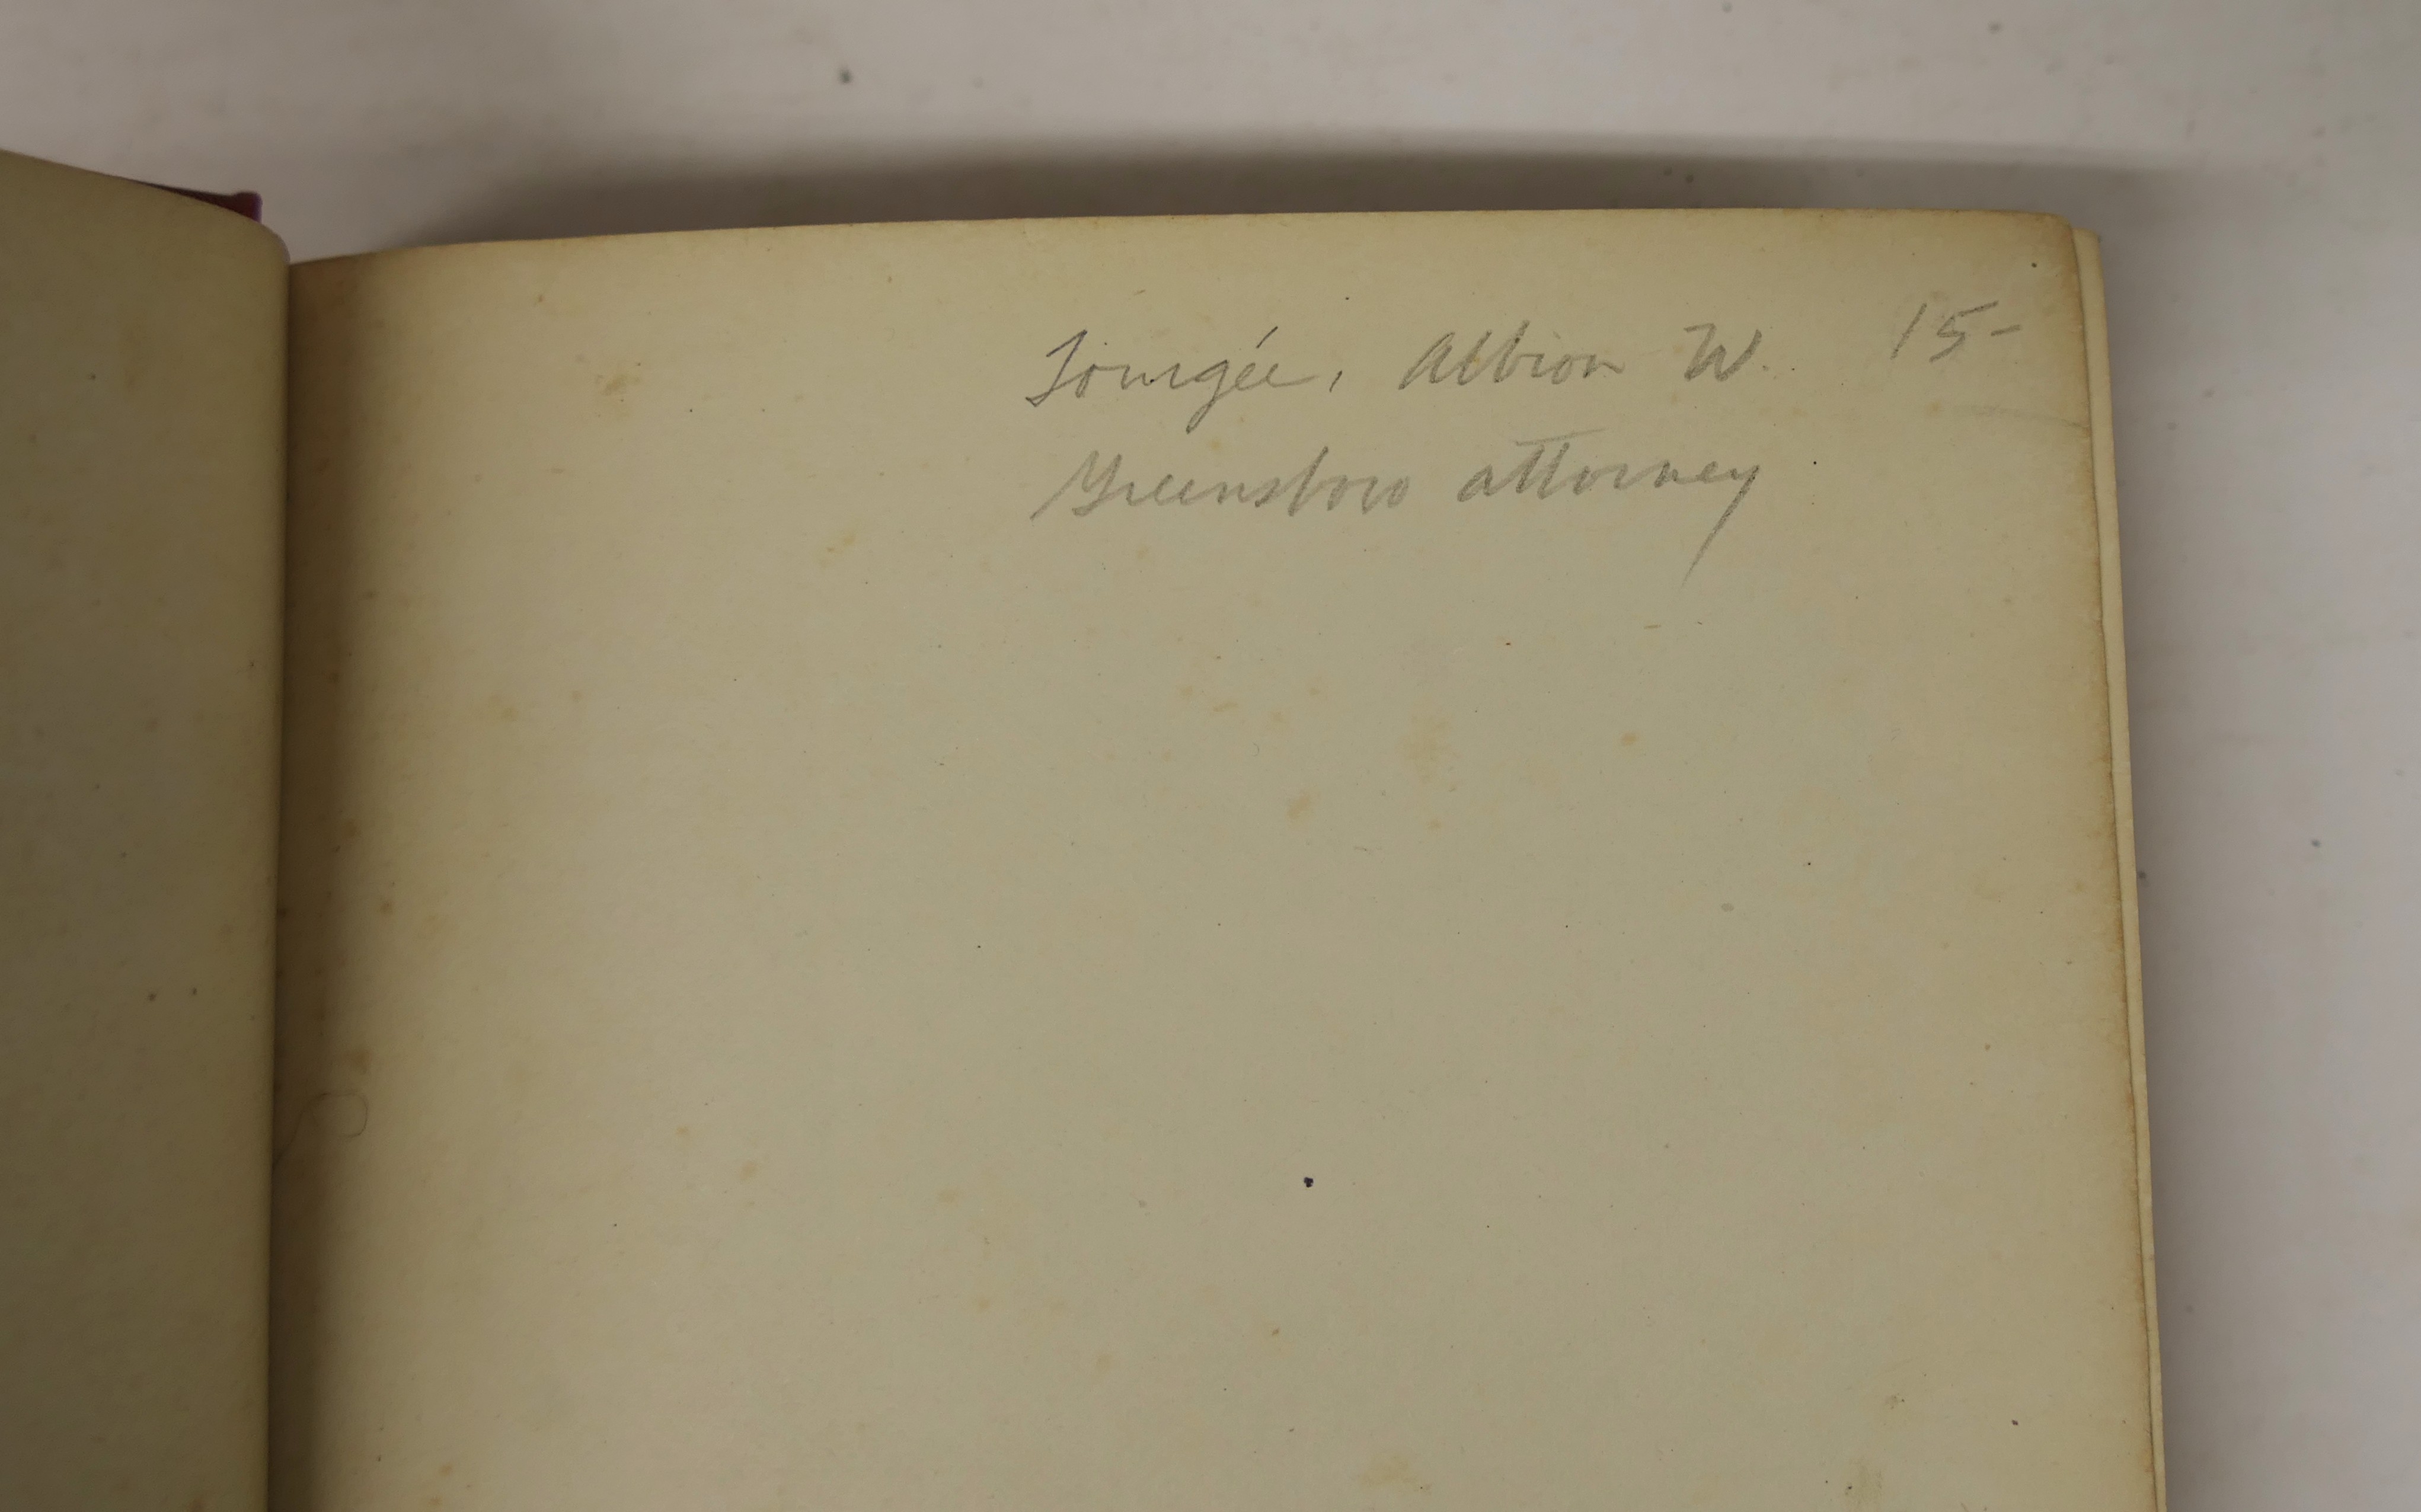 Tourgée, Albion W. 15-
Greensboro attorney